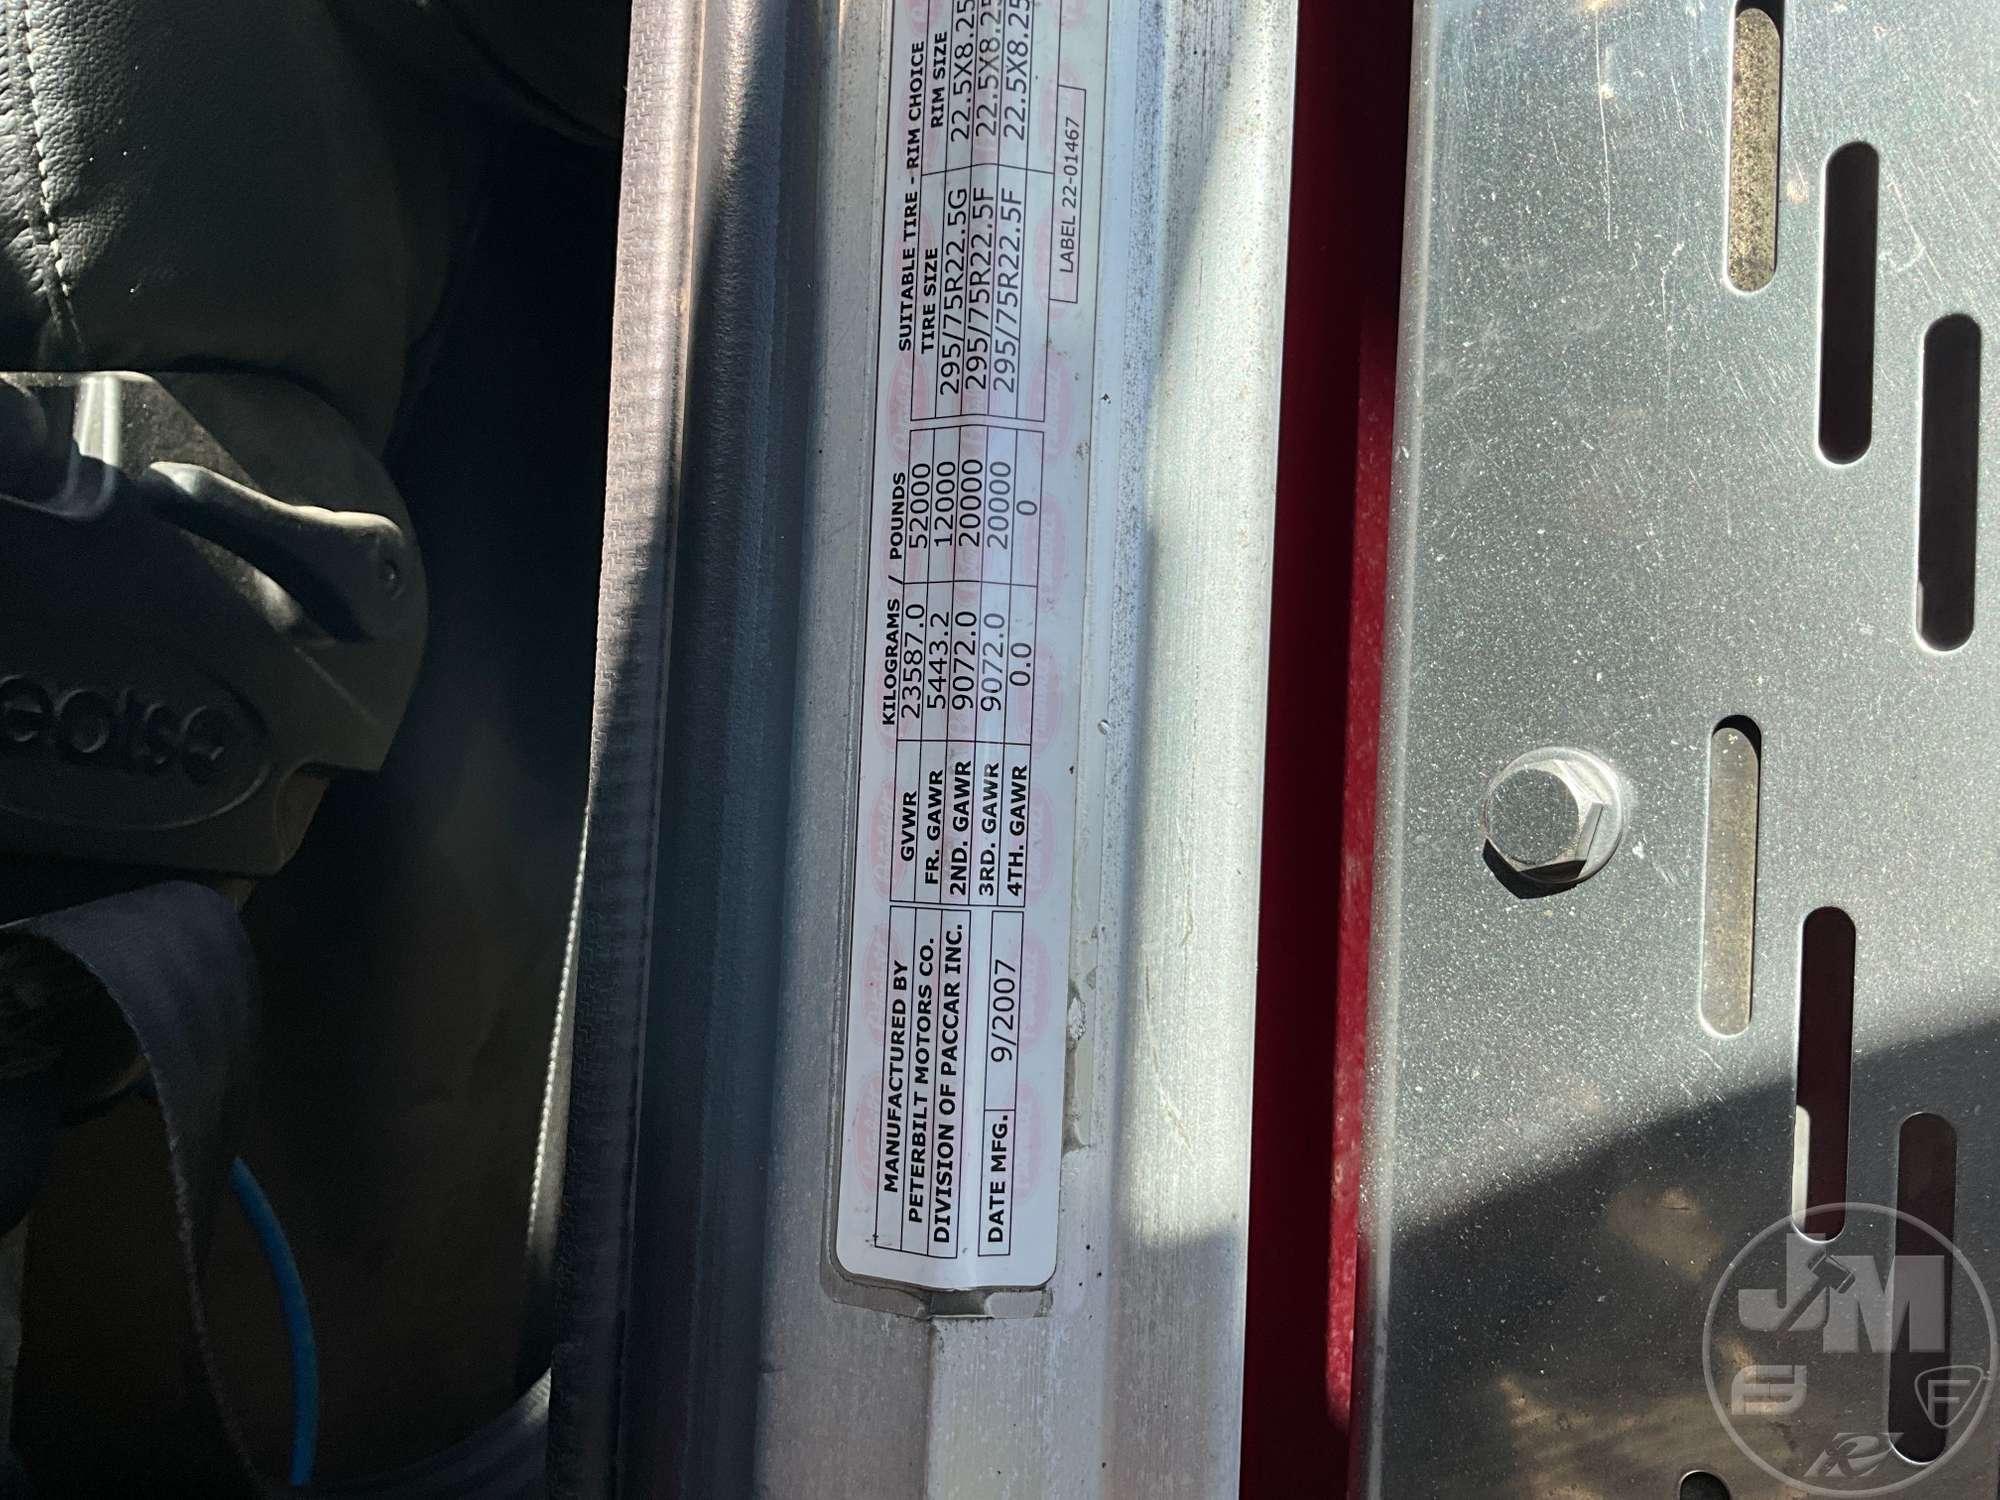 MANUFACTURED BY
PETERBILT MOTORS CO.
DIVISION OF PACCAR INC.
DATE MFG. 9/2007
KILOGRAMS / POUNDS
GVWR 23587.0 52000
FR. GAWR 5443.2 12000
2ND. GAWR 9072.0 20000
3RD. GAWR 9072.0 20000
4TH. GAWR 0.0 0
SUITABLE TIRE - RIM CHOICE
TIRE SIZE RIM SIZE
295/75R22.5G 22.5X8.25
295/75R22.5F 22.5X8.25
295/75R22.5F 22.5X8.25
LABEL 22-01467
JM
F